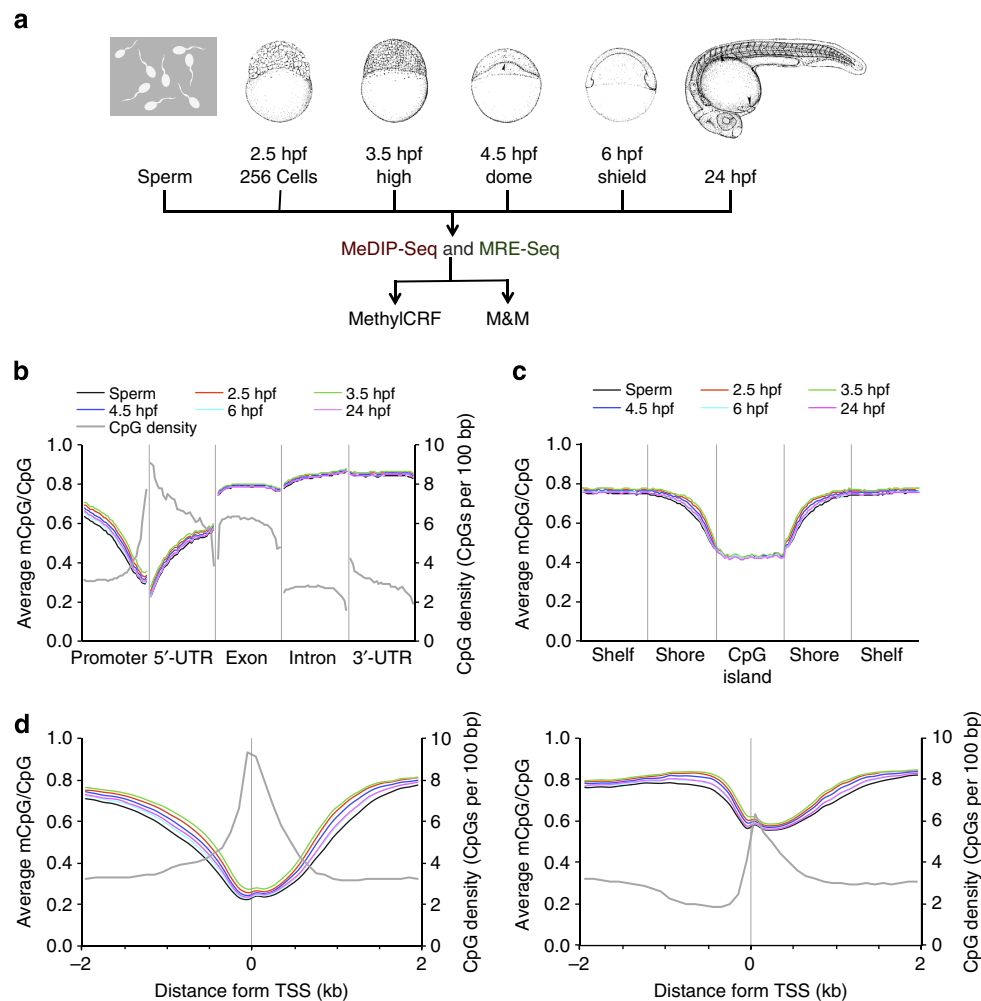 a
2.5 hpf 3.5 hpf 4.5 hpf 6 hpf
Sperm 256 Cells high dome shield 24 hpf
MeDIP-Seq and MRE-Seq
MethylCRF M&M
b
Sperm 2.5 hpf 3.5 hpf
4.5 hpf 6 hpf 24 hpf
CpG density
Average mCpG/CpG
1.0
0.8
0.6
0.4
0.2
0.0
10
8
6
4
2
0
CpG density (CpGs per 100 bp)
Promoter 5′-UTR Exon Intron 3′-UTR
c
Sperm 2.5 hpf 3.5 hpf
4.5 hpf 6 hpf 24 hpf
Average mCpG/CpG
1.0
0.8
0.6
0.4
0.2
0.0
Shelf Shore CpG Shore Shelf
island
d
Average mCpG/CpG
1.0
0.8
0.6
0.4
0.2
0.0
10
8
6
4
2
0
CpG density (CpGs per 100 bp)
–2 0 2
Distance form TSS (kb)
Average mCpG/CpG
1.0
0.8
0.6
0.4
0.2
0.0
10
8
6
4
2
0
CpG density (CpGs per 100 bp)
–2 0 2
Distance form TSS (kb)